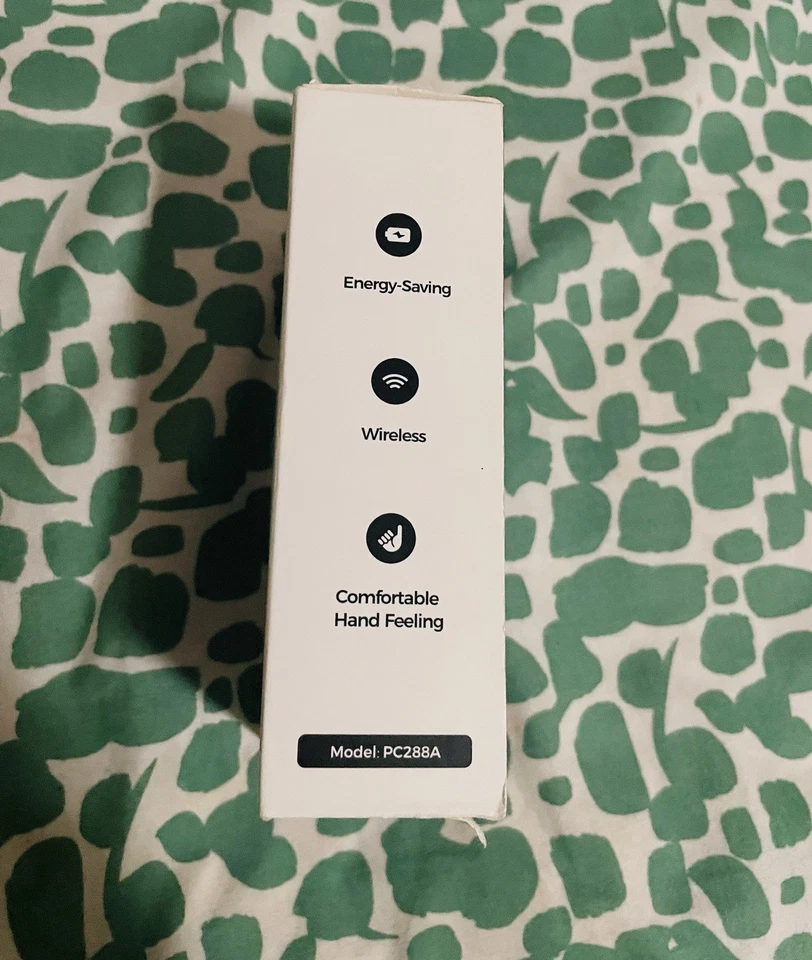 Energy-Saving
Wireless
Comfortable
Hand Feeling
Model: PC288A